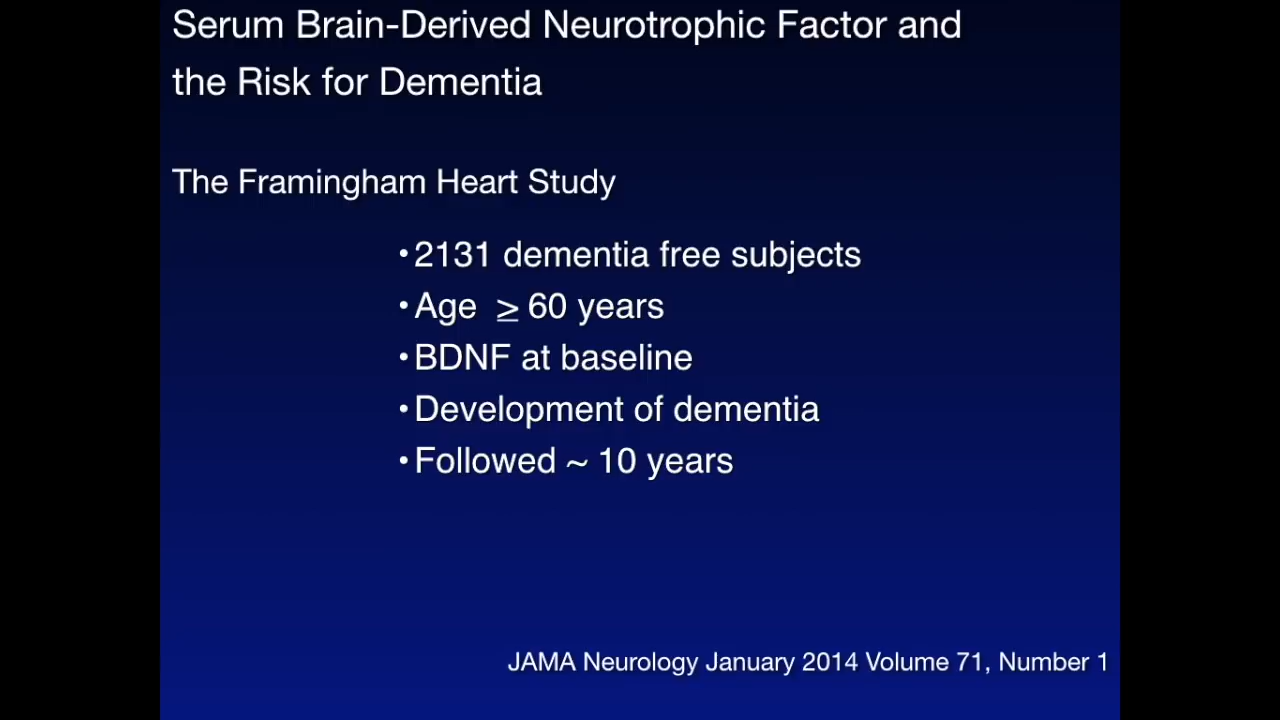 Serum Brain-Derived Neurotrophic Factor and
the Risk for Dementia
The Framingham Heart Study
•2131 dementia free subjects
•Age ≥ 60 years
•BDNF at baseline
•Development of dementia
•Followed ~ 10 years
JAMA Neurology January 2014 Volume 71, Number 1